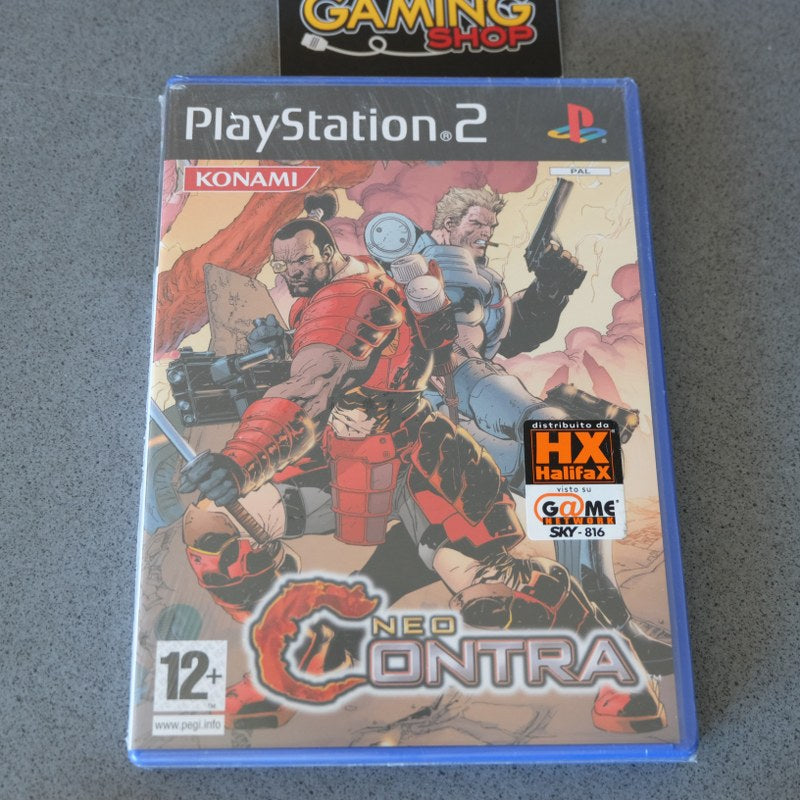 GAMING
SHOP
PlayStation®2
KONAMI
PAL
distribuito da
HX
HalifaX
visto su
G@ME
NETWORK
SKY - 816
NEO
CONTRA
12+
www.pegi.info